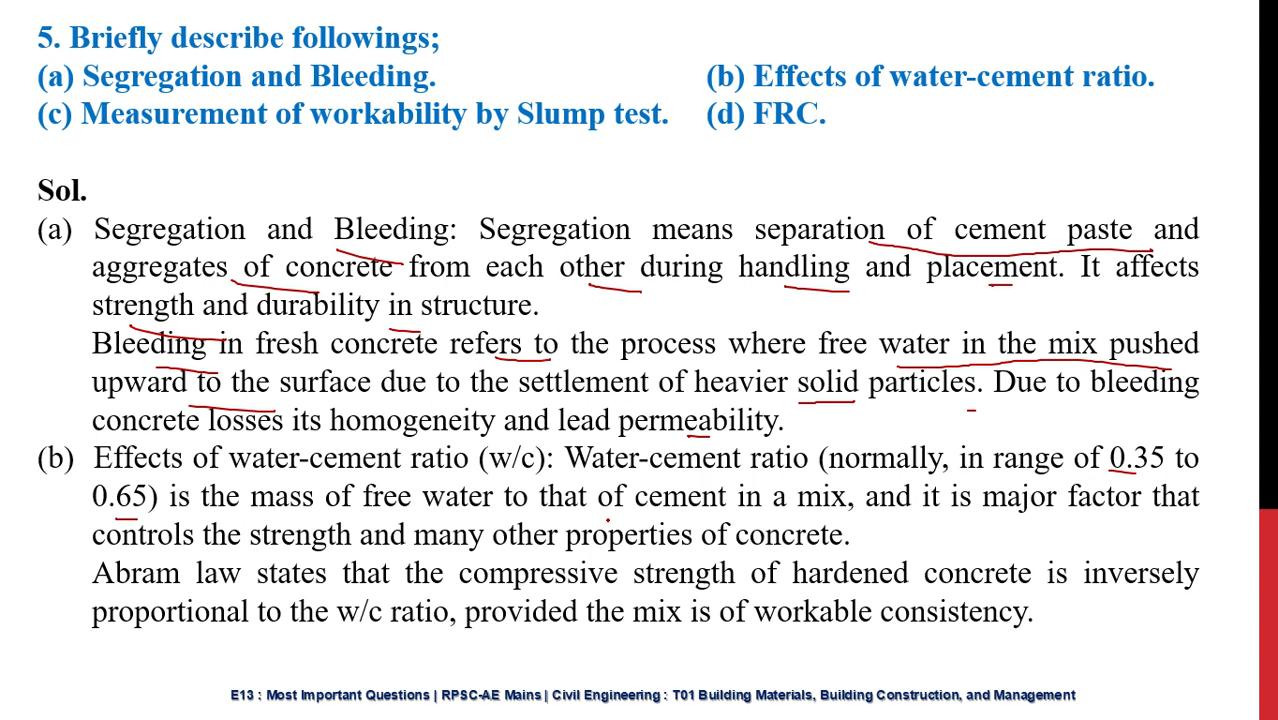 5. Briefly describe followings;
(a) Segregation and Bleeding. (b) Effects of water-cement ratio.
(c) Measurement of workability by Slump test. (d) FRC.
Sol.
(a) Segregation and Bleeding: Segregation means separation of cement paste and
aggregates of concrete from each other during handling and placement. It affects
strength and durability in structure.
Bleeding in fresh concrete refers to the process where free water in the mix pushed
upward to the surface due to the settlement of heavier solid particles. Due to bleeding
concrete losses its homogeneity and lead permeability.
(b) Effects of water-cement ratio (w/c): Water-cement ratio (normally, in range of 0.35 to
0.65) is the mass of free water to that of cement in a mix, and it is major factor that
controls the strength and many other properties of concrete.
Abram law states that the compressive strength of hardened concrete is inversely
proportional to the w/c ratio, provided the mix is of workable consistency.
E13 : Most Important Questions | RPSC-AE Mains | Civil Engineering : T01 Building Materials, Building Construction, and Management